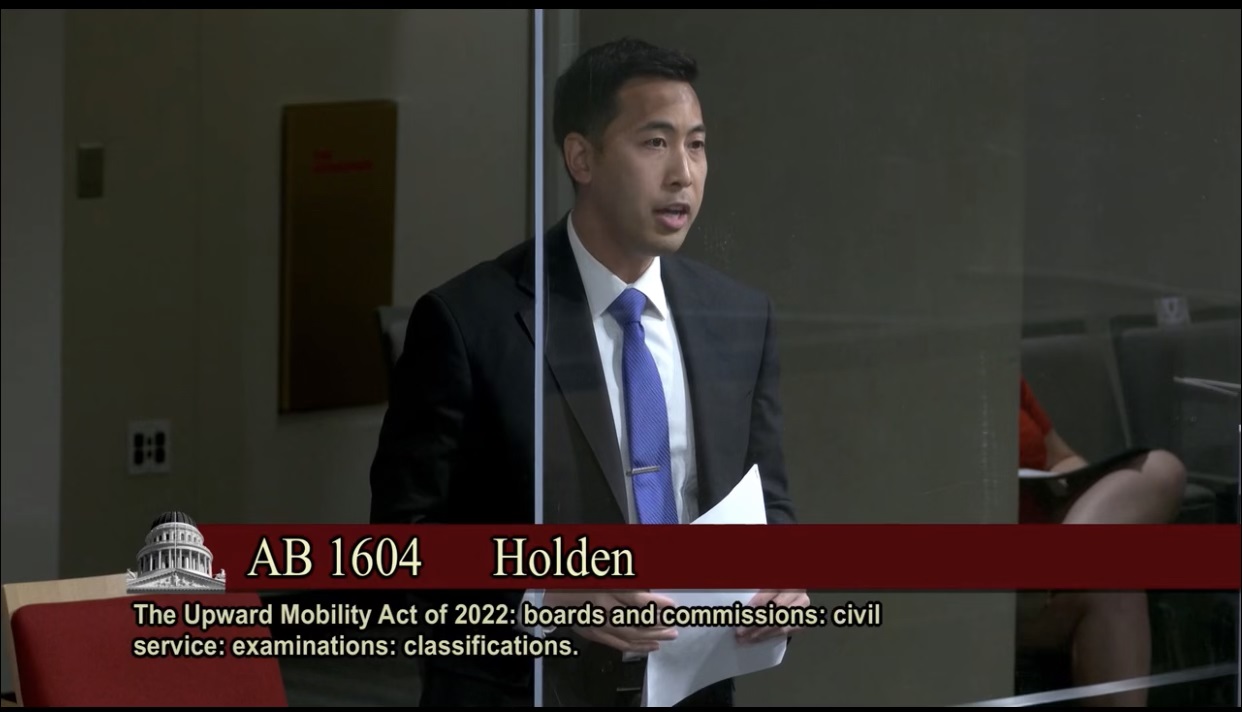 AB 1604 Holden
The Upward Mobility Act of 2022: boards and commissions: civil
service: examinations: classifications.